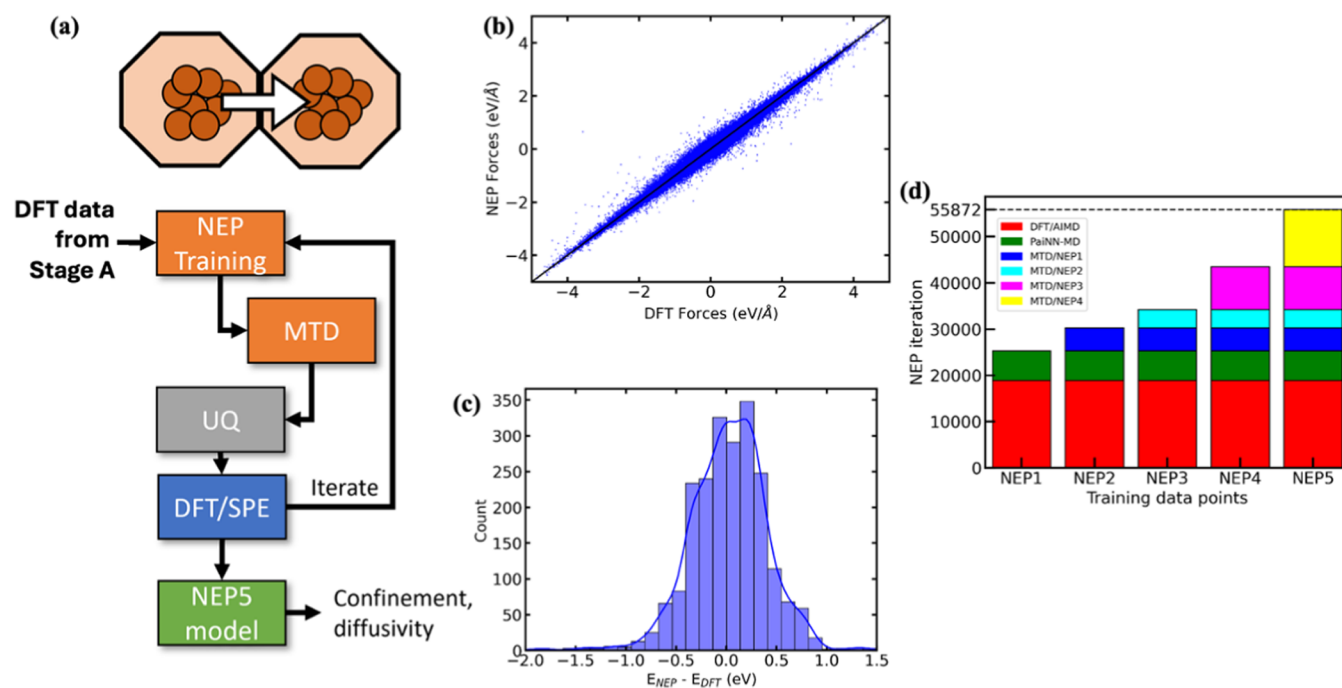 (a)
DFT data
from
Stage A
NEP
Training
MTD
UQ
DFT/SPE
Iterate
NEP5
model
Confinement,
diffusivity
(b)
NEP Forces (eV/Å)
4
2
0
−2
−4
−4 −2 0 2 4
DFT Forces (eV/Å)
(c)
Count
350
300
250
200
150
100
50
0
−2.0 −1.5 −1.0 −0.5 0.0 0.5 1.0 1.5
E_NEP - E_DFT (eV)
(d)
NEP iteration
55872
50000
40000
30000
20000
10000
0
DFT/AIMD
PaiNN-MD
MTD/NEP1
MTD/NEP2
MTD/NEP3
MTD/NEP4
NEP1 NEP2 NEP3 NEP4 NEP5
Training data points